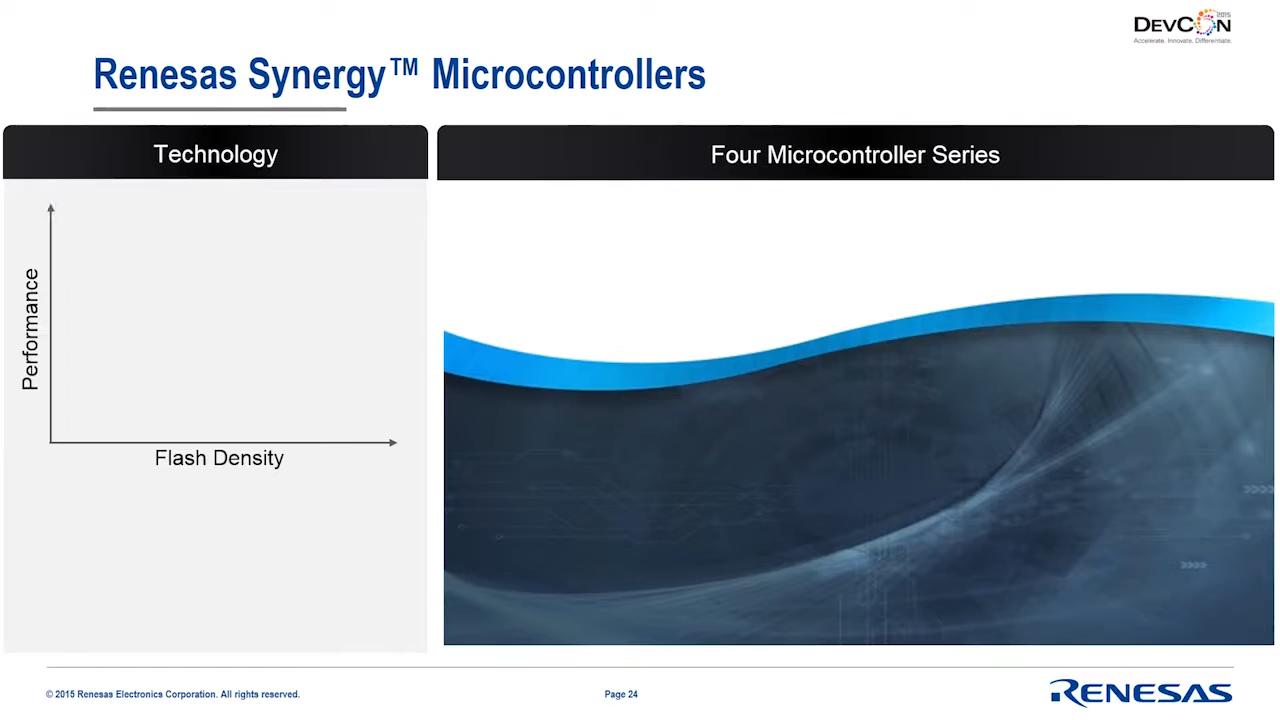 DevCon 2015
Accelerate. Innovate. Differentiate.
Renesas Synergy™ Microcontrollers
Technology
Four Microcontroller Series
Performance
Flash Density
© 2015 Renesas Electronics Corporation. All rights reserved.
Page 24
RENESAS